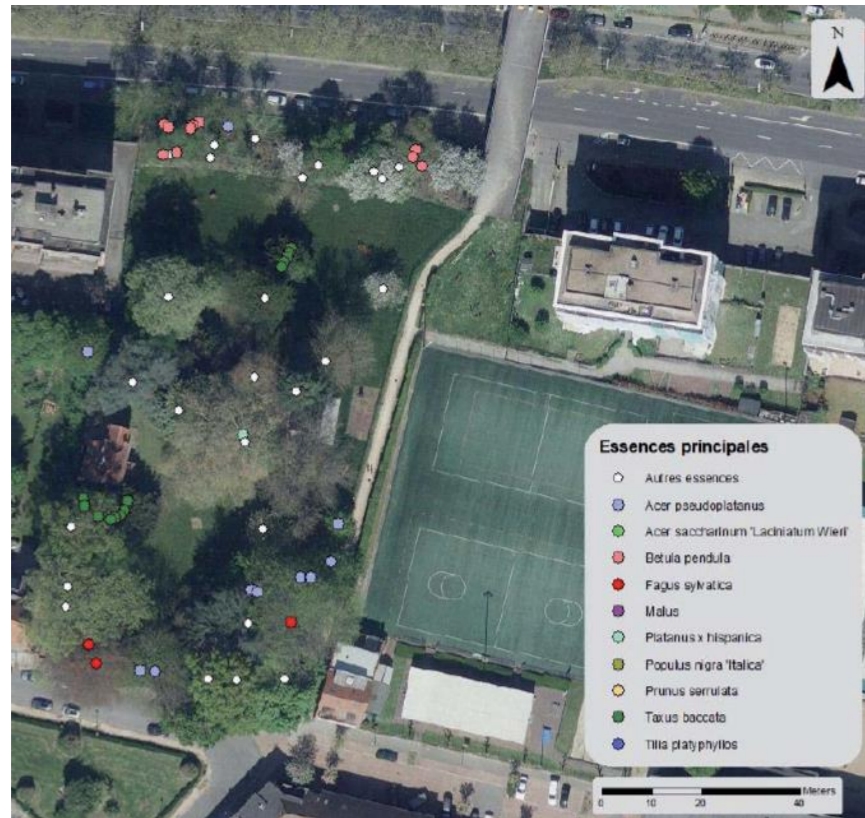 N
Essences principales
Autres essences
Acer pseudoplatanus
Acer saccharinum 'Laciniatum Wieri'
Betula pendula
Fagus sylvatica
Malus
Platanus x hispanica
Populus nigra 'Italica'
Prunus serrulata
Taxus baccata
Tilia platyphyllos
Meters
0 10 20 40